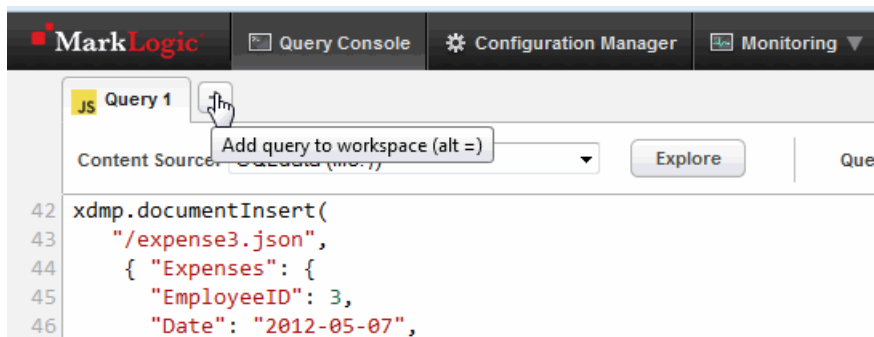 MarkLogic Query Console Configuration Manager Monitoring
JS Query 1
Add query to workspace (alt =)
Content Source: Explore Que
42 xdmp.documentInsert(
43 "/expense3.json",
44 { "Expenses": {
45 "EmployeeID": 3,
46 "Date": "2012-05-07",